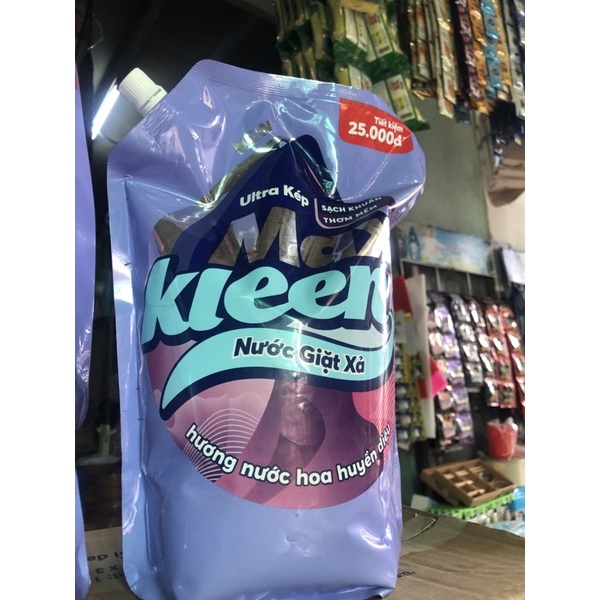 Tiết kiệm
25.000đ
Ultra Kép
SẠCH KHUẨN
THƠM MỀM
Max
kleen
Nước Giặt Xả
hương nước hoa huyền diệu